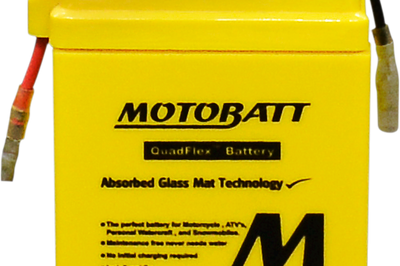 MOTOBATT
QuadFlex Battery
Absorbed Glass Mat Technology
• The perfect battery for Motorcycle , ATV's,
Personal Watercraft , and Snowmobiles.
• Maintenance free never needs water
• No initial charging required
M